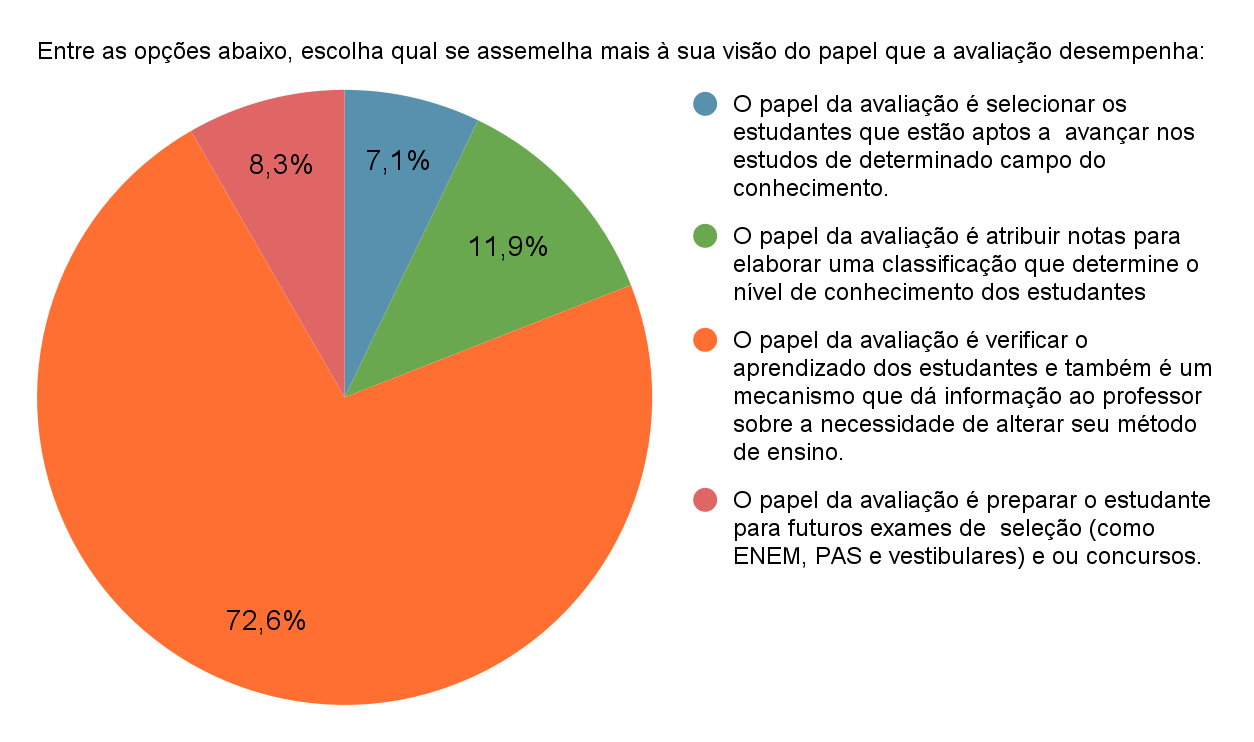 Entre as opções abaixo, escolha qual se assemelha mais à sua visão do papel que a avaliação desempenha:
8,3%
7,1%
11,9%
72,6%
O papel da avaliação é selecionar os
estudantes que estão aptos a  avançar nos
estudos de determinado campo do
conhecimento.
O papel da avaliação é atribuir notas para
elaborar uma classificação que determine o
nível de conhecimento dos estudantes
O papel da avaliação é verificar o
aprendizado dos estudantes e também é um
mecanismo que dá informação ao professor
sobre a necessidade de alterar seu método
de ensino.
O papel da avaliação é preparar o estudante
para futuros exames de  seleção (como
ENEM, PAS e vestibulares) e ou concursos.